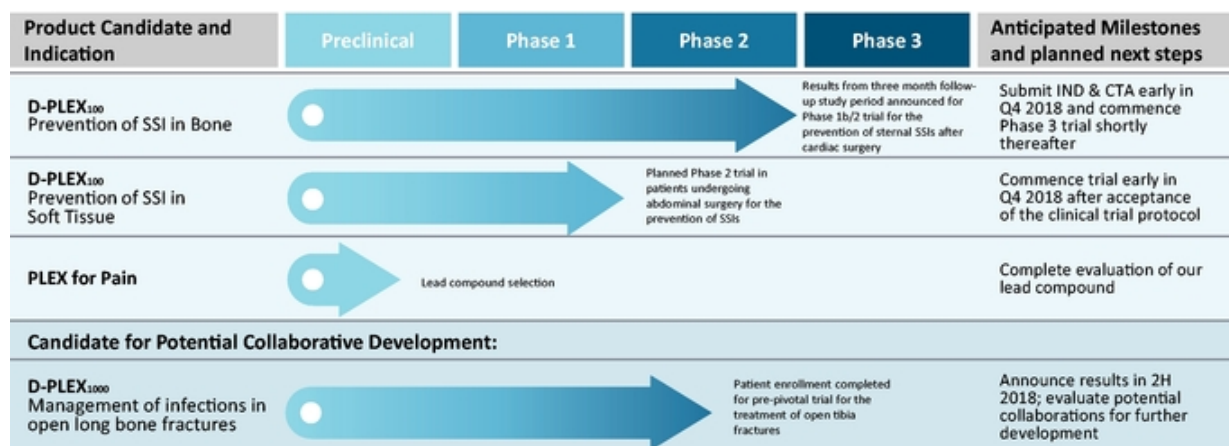 Product Candidate and
Indication
Preclinical
Phase 1
Phase 2
Phase 3
Anticipated Milestones
and planned next steps
D-PLEX100
Prevention of SSI in Bone
Results from three month follow-
up study period announced for
Phase 1b/2 trial for the
prevention of sternal SSIs after
cardiac surgery
Submit IND & CTA early in
Q4 2018 and commence
Phase 3 trial shortly
thereafter
D-PLEX100
Prevention of SSI in
Soft Tissue
Planned Phase 2 trial in
patients undergoing
abdominal surgery for the
prevention of SSIs
Commence trial early in
Q4 2018 after acceptance
of the clinical trial protocol
PLEX for Pain
Lead compound selection
Complete evaluation of our
lead compound
Candidate for Potential Collaborative Development:
D-PLEX1000
Management of infections in
open long bone fractures
Patient enrollment completed
for pre-pivotal trial for the
treatment of open tibia
fractures
Announce results in 2H
2018; evaluate potential
collaborations for further
development